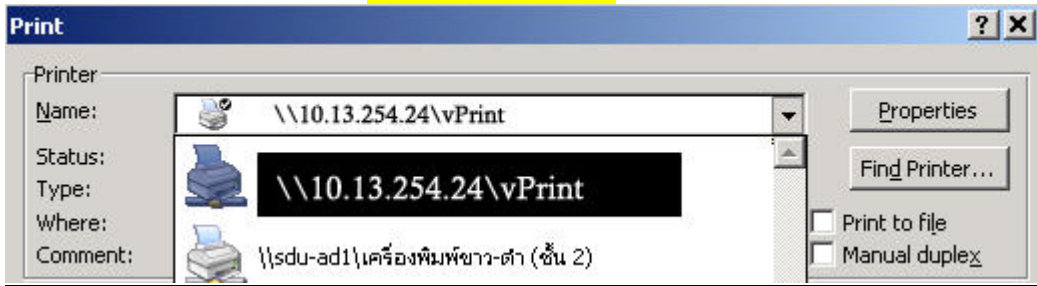 Print
Printer
Name:
\\10.13.254.24\vPrint
Properties
Status:
\\10.13.254.24\vPrint
Find Printer...
Type:
Where:
Print to file
Comment:
\\sdu-ad1\เครื่องพิมพ์ขาว-ดำ (ชั้น 2)
Manual duplex